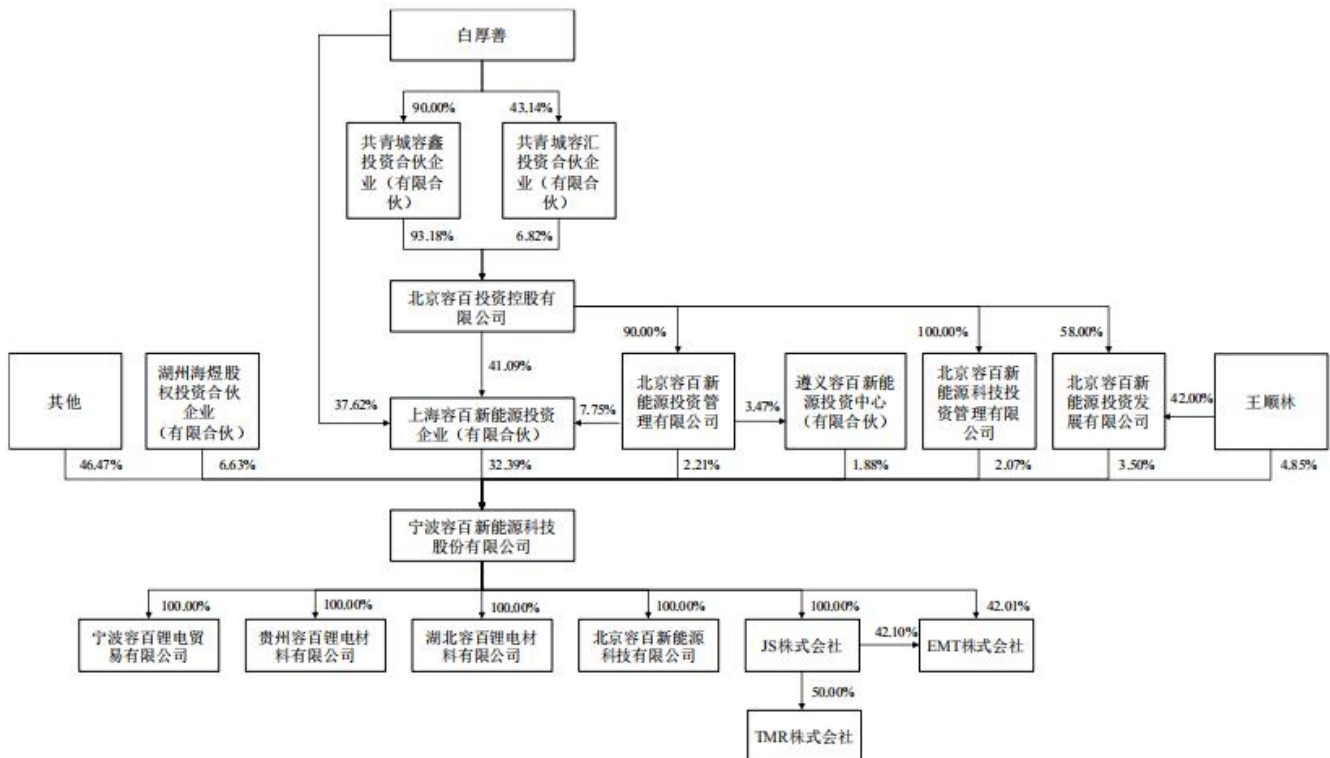 白厚善
90.00%
43.14%
共青城容鑫
投资合伙企
业（有限合
伙）
共青城容汇
投资合伙企
业（有限合
伙）
93.18%
6.82%
北京容百投资控股有
限公司
90.00%
100.00%
58.00%
41.09%
其他
湖州海煜股
权投资合伙
企业
（有限合伙）
37.62%
上海容百新能源投资
企业（有限合伙）
7.75%
北京容百新
能源投资管
理有限公司
3.47%
遵义容百新能
源投资中心
（有限合伙）
北京容百新
能源科技投
资管理有限
公司
北京容百新
能源投资发
展有限公司
42.00%
王顺林
46.47%
6.63%
32.39%
2.21%
1.88%
2.07%
3.50%
4.85%
宁波容百新能源科技
股份有限公司
100.00%
100.00%
100.00%
100.00%
100.00%
42.01%
宁波容百锂电贸
易有限公司
贵州容百锂电材
料有限公司
湖北容百锂电材
料有限公司
北京容百新能源
科技有限公司
JS株式会社
42.10%
EMT株式会社
50.00%
TMR株式会社